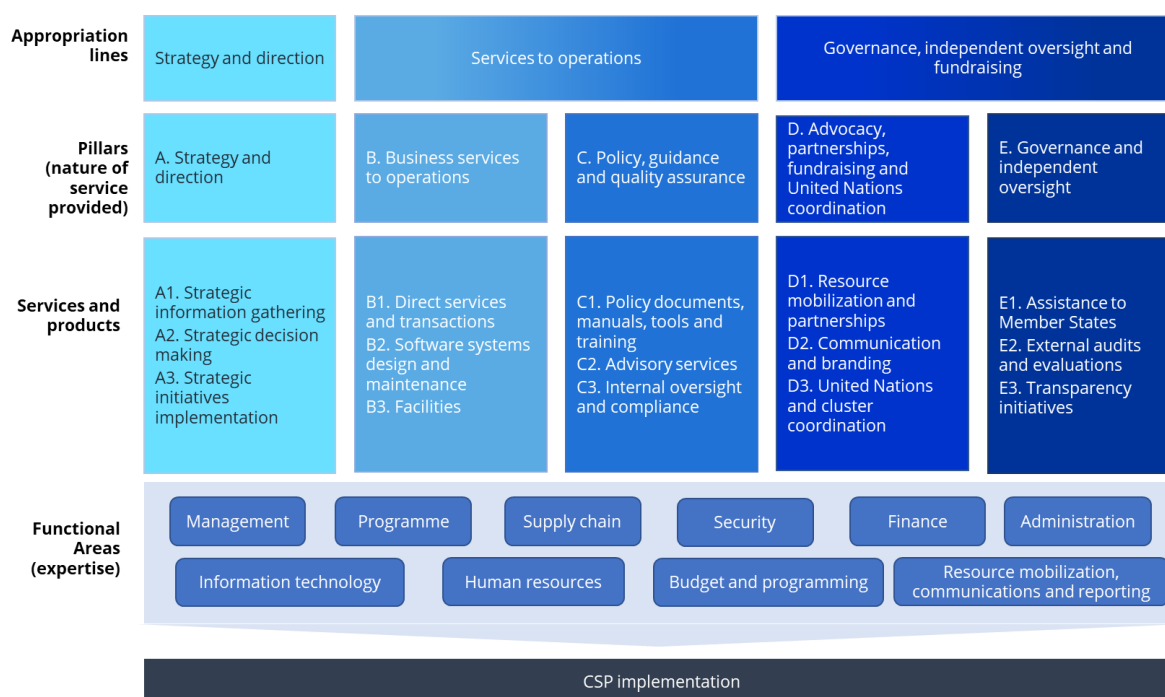 Appropriation
lines
Strategy and direction
Services to operations
Governance, independent oversight and
fundraising
Pillars
(nature of
service
provided)
A. Strategy and
direction
B. Business services
to operations
C. Policy, guidance
and quality assurance
D. Advocacy,
partnerships,
fundraising and
United Nations
coordination
E. Governance and
independent
oversight
Services and
products
A1. Strategic
information gathering
A2. Strategic decision
making
A3. Strategic
initiatives
implementation
B1. Direct services
and transactions
B2. Software systems
design and
maintenance
B3. Facilities
C1. Policy documents,
manuals, tools and
training
C2. Advisory services
C3. Internal oversight
and compliance
D1. Resource
mobilization and
partnerships
D2. Communication
and branding
D3. United Nations
and cluster
coordination
E1. Assistance to
Member States
E2. External audits
and evaluations
E3. Transparency
initiatives
Functional
Areas
(expertise)
Management
Programme
Supply chain
Security
Finance
Administration
Information technology
Human resources
Budget and programming
Resource mobilization,
communications and reporting
CSP implementation